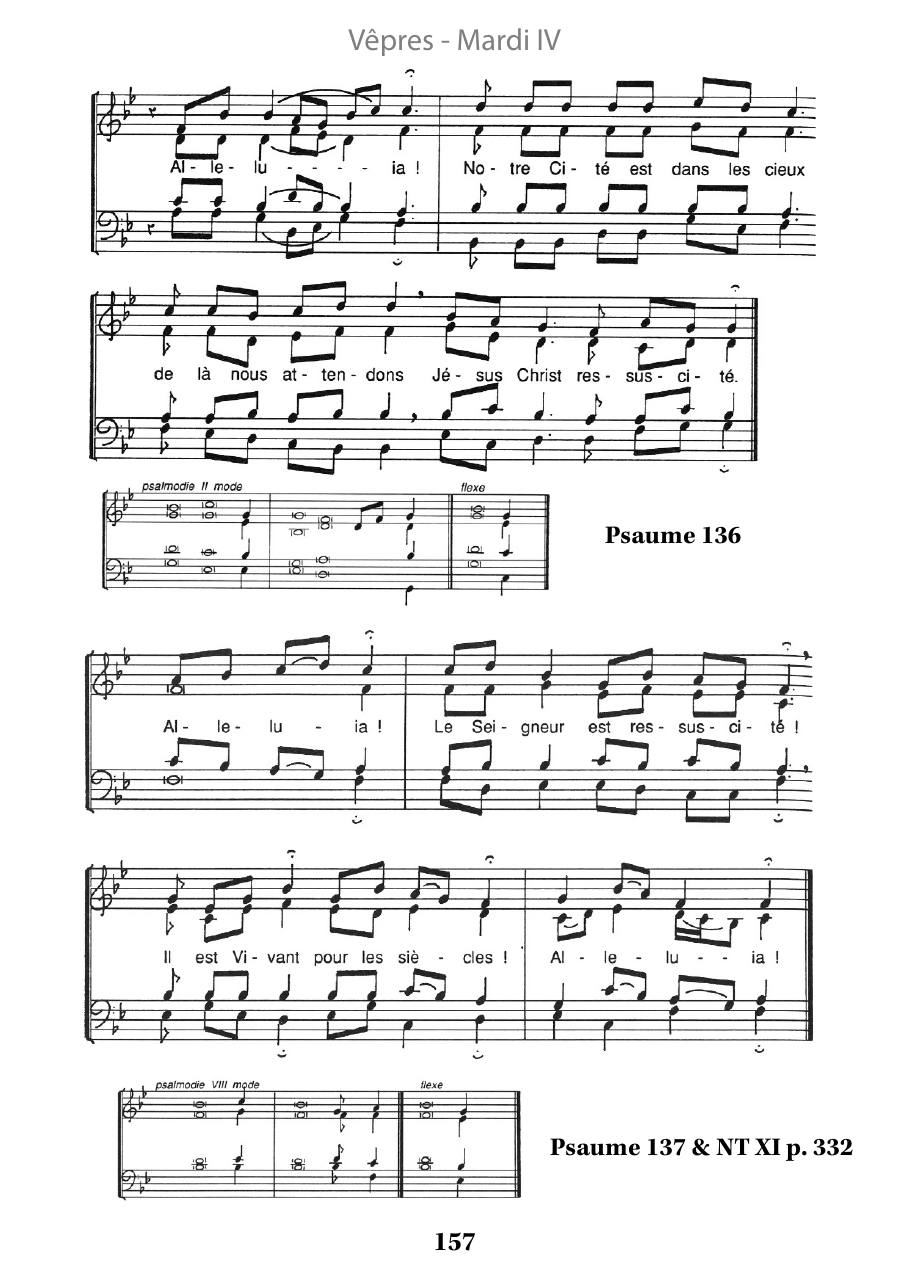 Vêpres - Mardi IV
Al- le- lu - - - - ia ! No- tre Ci- té est dans les cieux
de là nous at- ten- dons Jé- sus Christ res- sus- ci- té.
psalmodie II mode flexe
Psaume 136
Al- le- lu - ia ! Le Sei- gneur est res- sus- ci- té !
Il est Vi- vant pour les siè- cles ! Al- le- lu - - ia !
psalmodie VIII mode flexe
Psaume 137 & NT XI p. 332
157